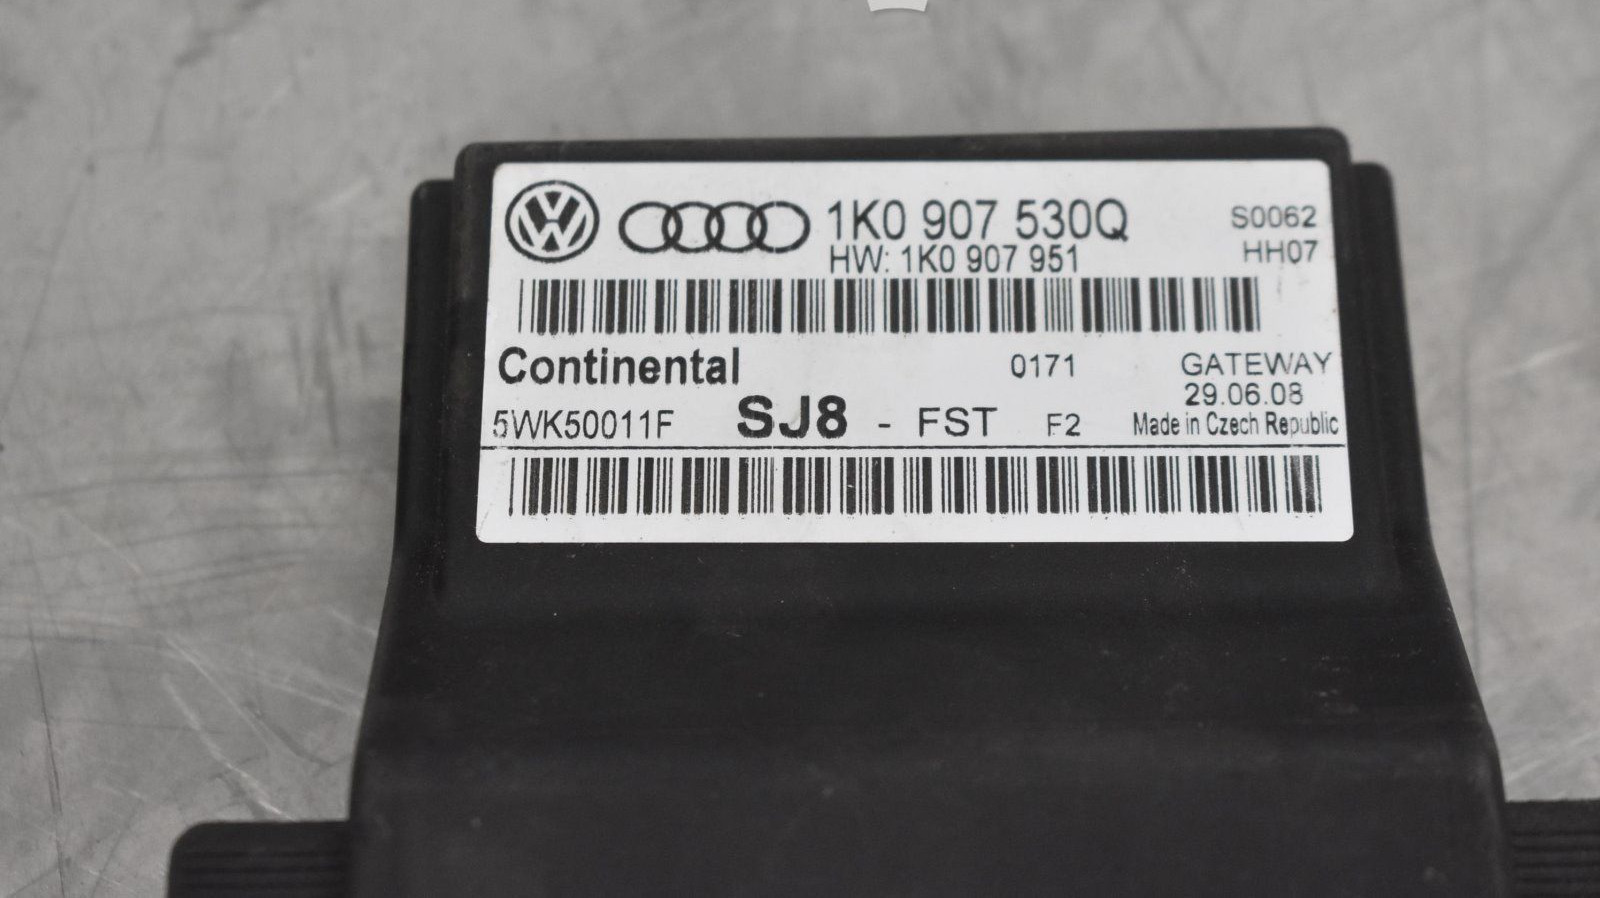 1K0 907 530Q S0062
HW: 1K0 907 951 HH07
Continental 0171 GATEWAY
29.06.08
5WK50011F SJ8 - FST F2 Made in Czech Republic